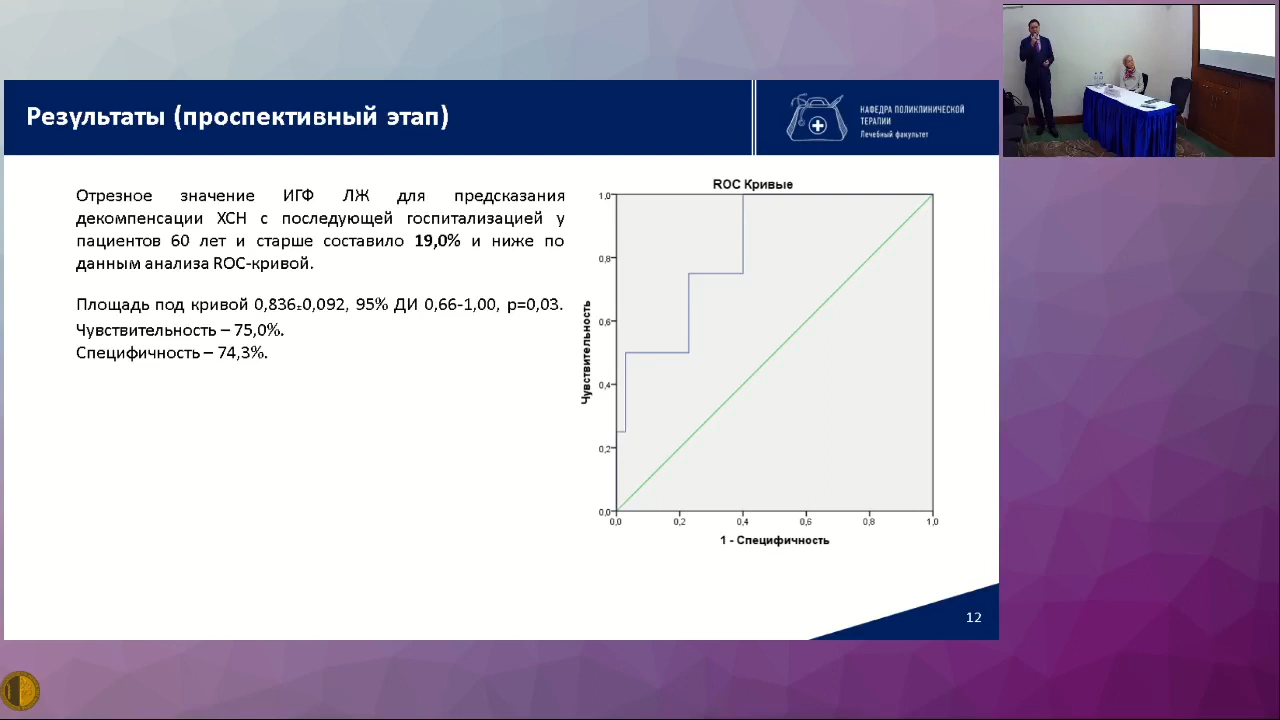 Результаты (проспективный этап)
КАФЕДРА ПОЛИКЛИНИЧЕСКОЙ
ТЕРАПИИ
Лечебный факультет
Отрезное значение ИГФ ЛЖ для предсказания
декомпенсации ХСН с последующей госпитализацией у
пациентов 60 лет и старше составило 19,0% и ниже по
данным анализа ROC-кривой.
Площадь под кривой 0,836±0,092, 95% ДИ 0,66-1,00, p=0,03.
Чувствительность – 75,0%.
Специфичность – 74,3%.
ROC Кривые
Чувствительность
1,0
0,8
0,6
0,4
0,2
0,0
0,0 0,2 0,4 0,6 0,8 1,0
1 - Специфичность
12